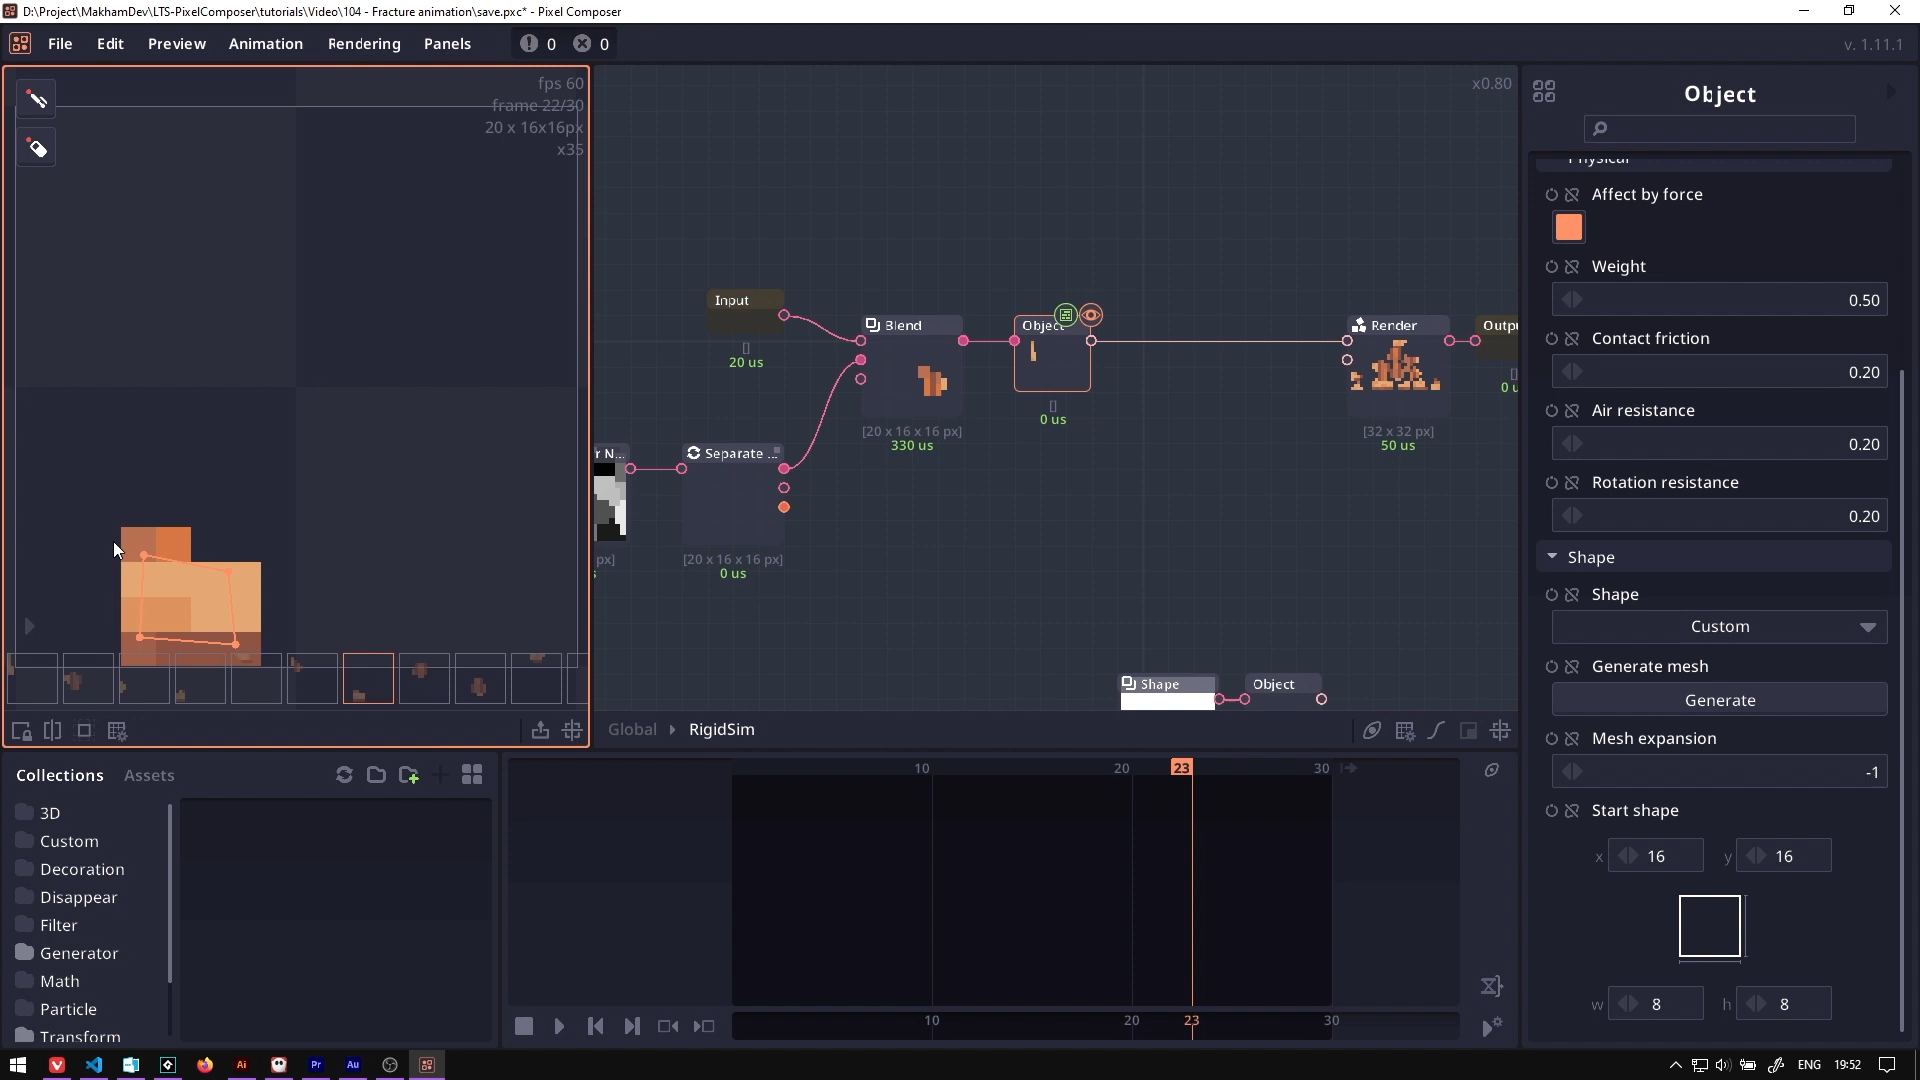 D:\Project\MakhamDev\LTS-PixelComposer\tutorials\Video\104 - Fracture animation\save.pxc* - Pixel Composer
File Edit Preview Animation Rendering Panels 0 0 v. 1.11.1
fps 60
frame 22/30
20 x 16x16px
x35
x0.80
Input
[]
20 us
Blend
[20 x 16 x 16 px]
330 us
Object
[]
0 us
Render
[32 x 32 px]
50 us
Outpu
[]
0 u
r N...
px]
s
Separate ...
[20 x 16 x 16 px]
0 us
Shape
Object
Global RigidSim
Object
Physical
Affect by force
Weight
0.50
Contact friction
0.20
Air resistance
0.20
Rotation resistance
0.20
Shape
Shape
Custom
Generate mesh
Generate
Mesh expansion
-1
Start shape
x 16 y 16
w 8 h 8
Collections Assets
3D
Custom
Decoration
Disappear
Filter
Generator
Math
Particle
Transform
10 20 23 30
10 20 23 30
Ai Pr Au
ENG 19:52